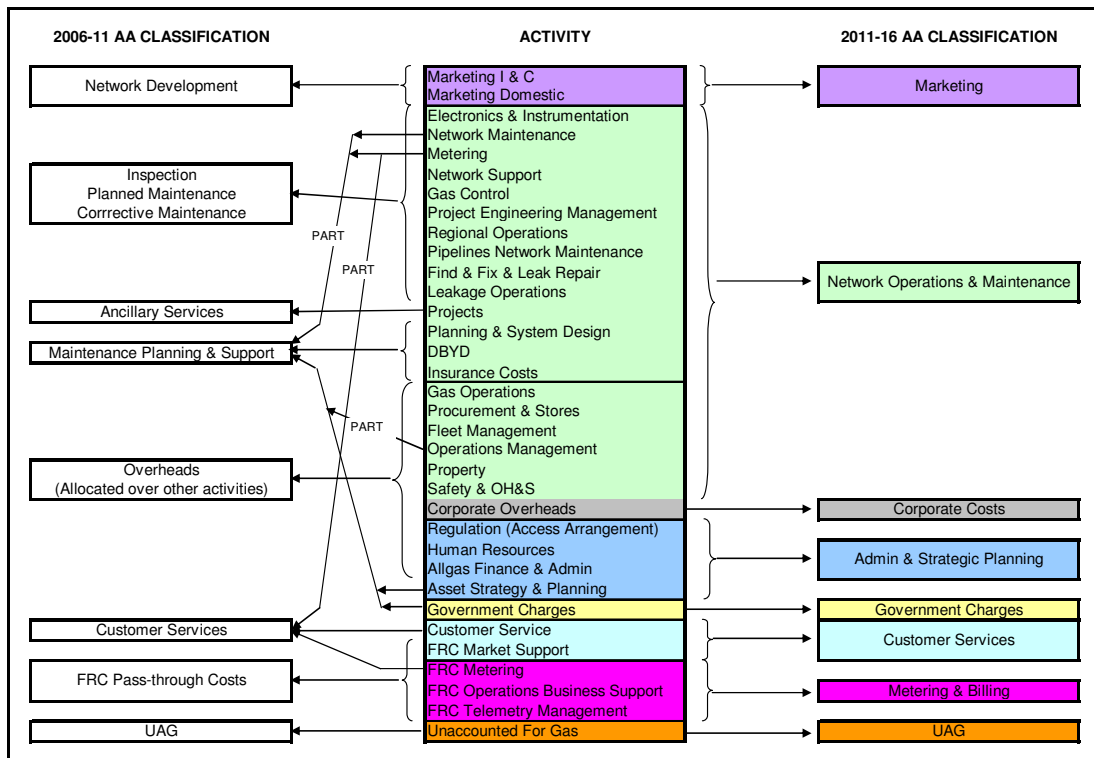 2006-11 AA CLASSIFICATION
ACTIVITY
2011-16 AA CLASSIFICATION
Network Development
Inspection
Planned Maintenance
Corrrective Maintenance
Ancillary Services
Maintenance Planning & Support
Overheads
(Allocated over other activities)
Customer Services
FRC Pass-through Costs
UAG
PART
PART
PART
Marketing I & C
Marketing Domestic
Electronics & Instrumentation
Network Maintenance
Metering
Network Support
Gas Control
Project Engineering Management
Regional Operations
Pipelines Network Maintenance
Find & Fix & Leak Repair
Leakage Operations
Projects
Planning & System Design
DBYD
Insurance Costs
Gas Operations
Procurement & Stores
Fleet Management
Operations Management
Property
Safety & OH&S
Corporate Overheads
Regulation (Access Arrangement)
Human Resources
Allgas Finance & Admin
Asset Strategy & Planning
Government Charges
Customer Service
FRC Market Support
FRC Metering
FRC Operations Business Support
FRC Telemetry Management
Unaccounted For Gas
Marketing
Network Operations & Maintenance
Corporate Costs
Admin & Strategic Planning
Government Charges
Customer Services
Metering & Billing
UAG